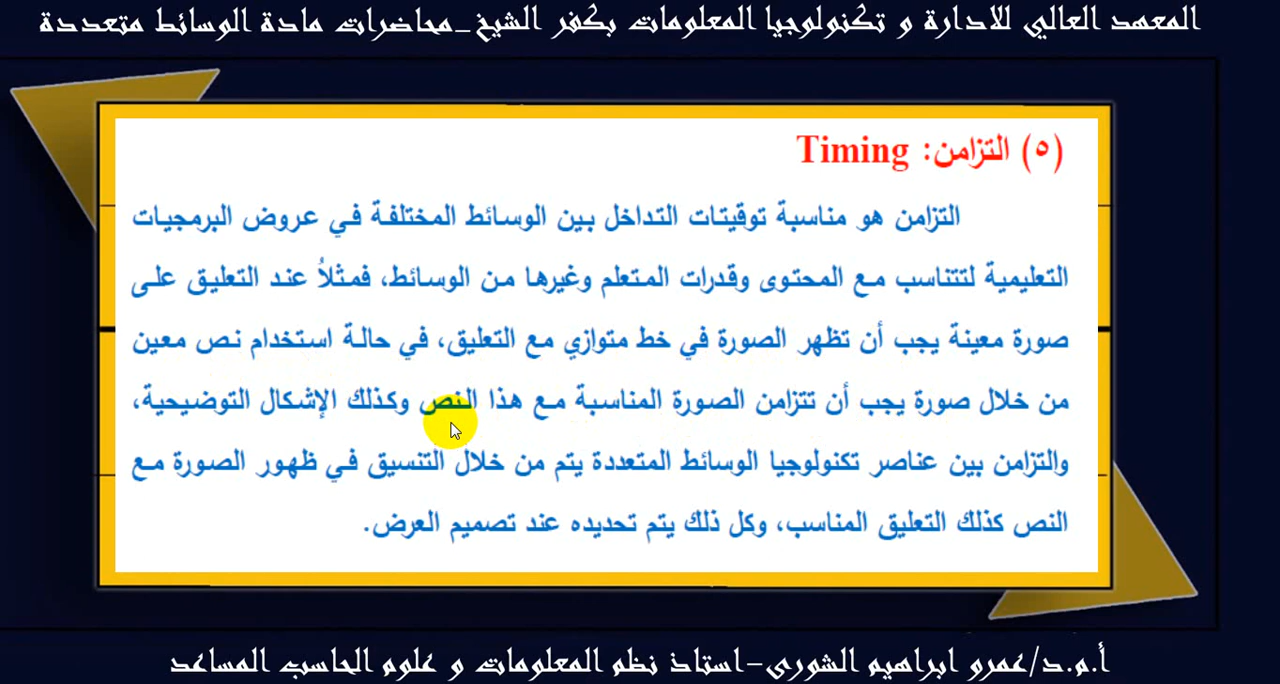 المعهد العالي للادارة و تكنولوجيا المعلومات بكفر الشيخ_محاضرات مادة الوسائط متعددة
(٥) التزامن: Timing
التزامن هو مناسبة توقيتات التداخل بين الوسائط المختلفة في عروض البرمجيات
التعليمية لتتناسب مع المحتوى وقدرات المتعلم وغيرها من الوسائط، فمثلاُ عند التعليق على
صورة معينة يجب أن تظهر الصورة في خط متوازي مع التعليق، في حالة استخدام نص معين
من خلال صورة يجب أن تتزامن الصورة المناسبة مع هذا النص وكذلك الإشكال التوضيحية،
والتزامن بين عناصر تكنولوجيا الوسائط المتعددة يتم من خلال التنسيق في ظهور الصورة مع
النص كذلك التعليق المناسب، وكل ذلك يتم تحديده عند تصميم العرض.
أ.م.د/عمرو ابراهيم الشورى-استاذ نظم المعلومات و علوم الحاسب المساعد